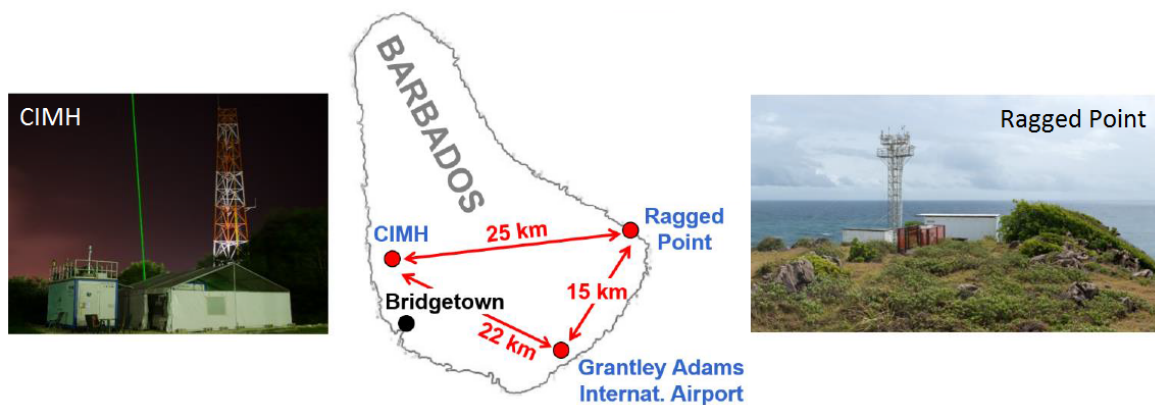 CIMH
BARBADOS
CIMH
25 km
Ragged
Point
15 km
Bridgetown
22 km
Grantley Adams
Internat. Airport
Ragged Point